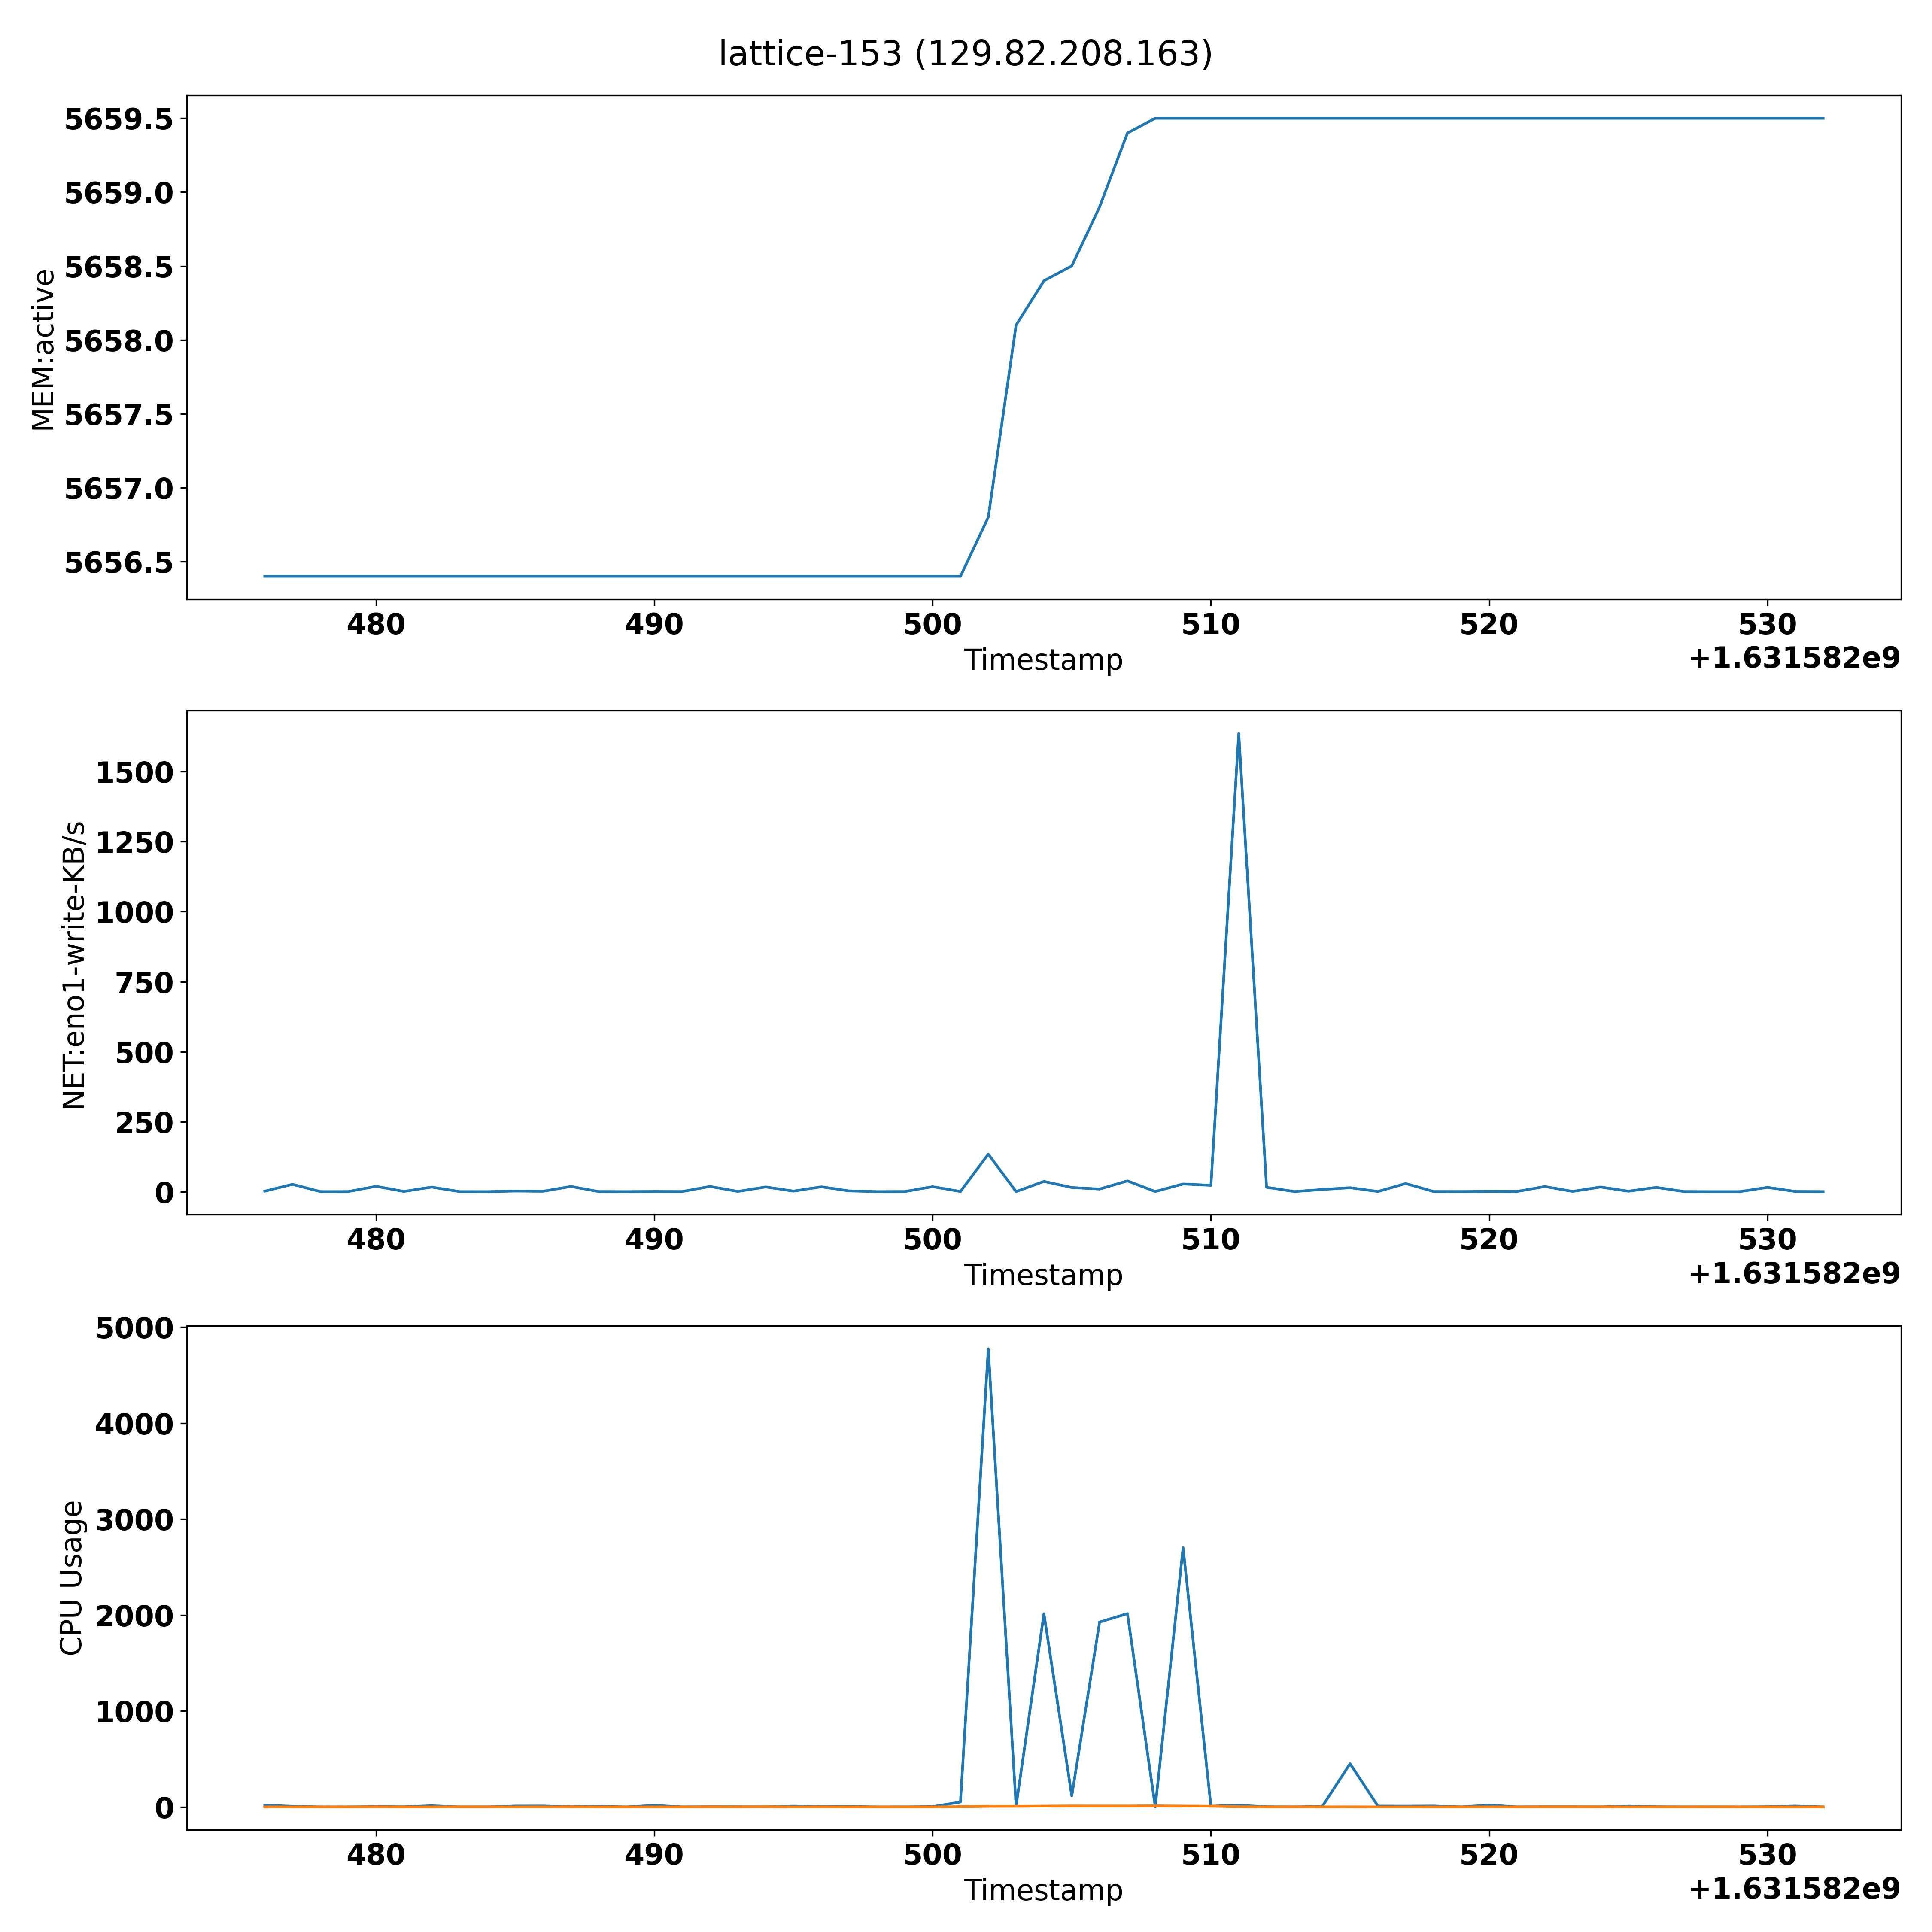 lattice-153 (129.82.208.163)
5659.5
5659.0
5658.5
5658.0
5657.5
5657.0
5656.5
MEM:active
480 490 500 510 520 530
Timestamp
+1.631582e9
1500
1250
1000
750
500
250
0
NET:eno1-write-KB/s
480 490 500 510 520 530
Timestamp
+1.631582e9
5000
4000
3000
2000
1000
0
CPU Usage
480 490 500 510 520 530
Timestamp
+1.631582e9